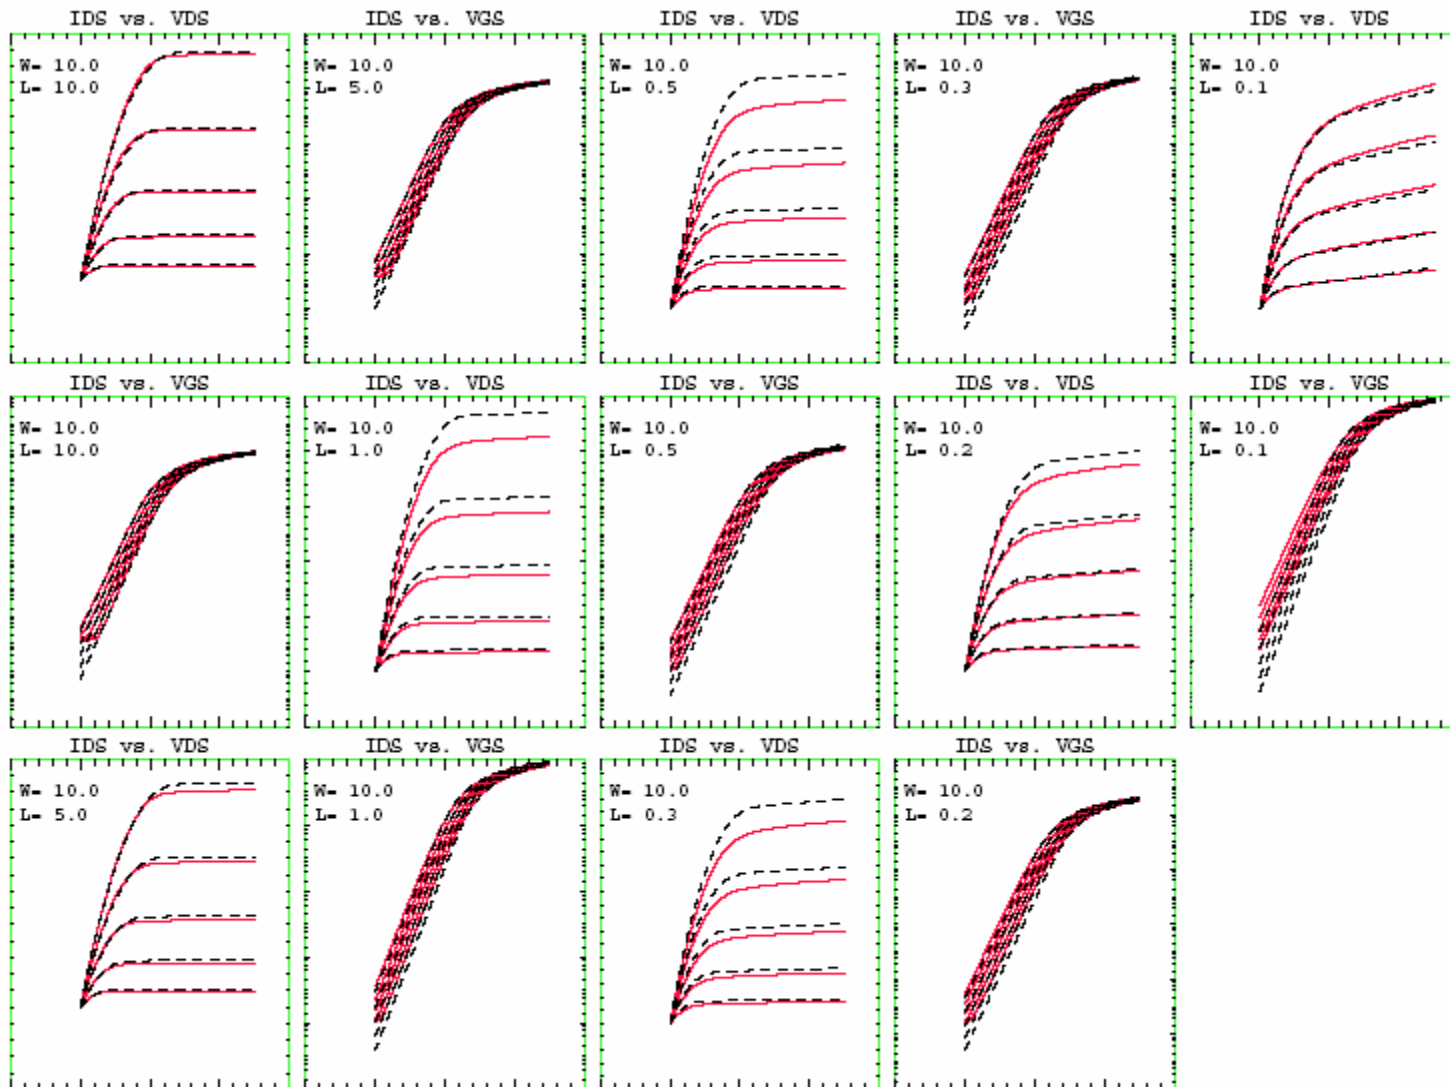 IDS vs. VDS
W= 10.0
L= 10.0
IDS vs. VGS
W= 10.0
L= 5.0
IDS vs. VDS
W= 10.0
L= 0.5
IDS vs. VGS
W= 10.0
L= 0.3
IDS vs. VDS
W= 10.0
L= 0.1
IDS vs. VGS
W= 10.0
L= 10.0
IDS vs. VDS
W= 10.0
L= 1.0
IDS vs. VGS
W= 10.0
L= 0.5
IDS vs. VDS
W= 10.0
L= 0.2
IDS vs. VGS
W= 10.0
L= 0.1
IDS vs. VDS
W= 10.0
L= 5.0
IDS vs. VGS
W= 10.0
L= 1.0
IDS vs. VDS
W= 10.0
L= 0.3
IDS vs. VGS
W= 10.0
L= 0.2